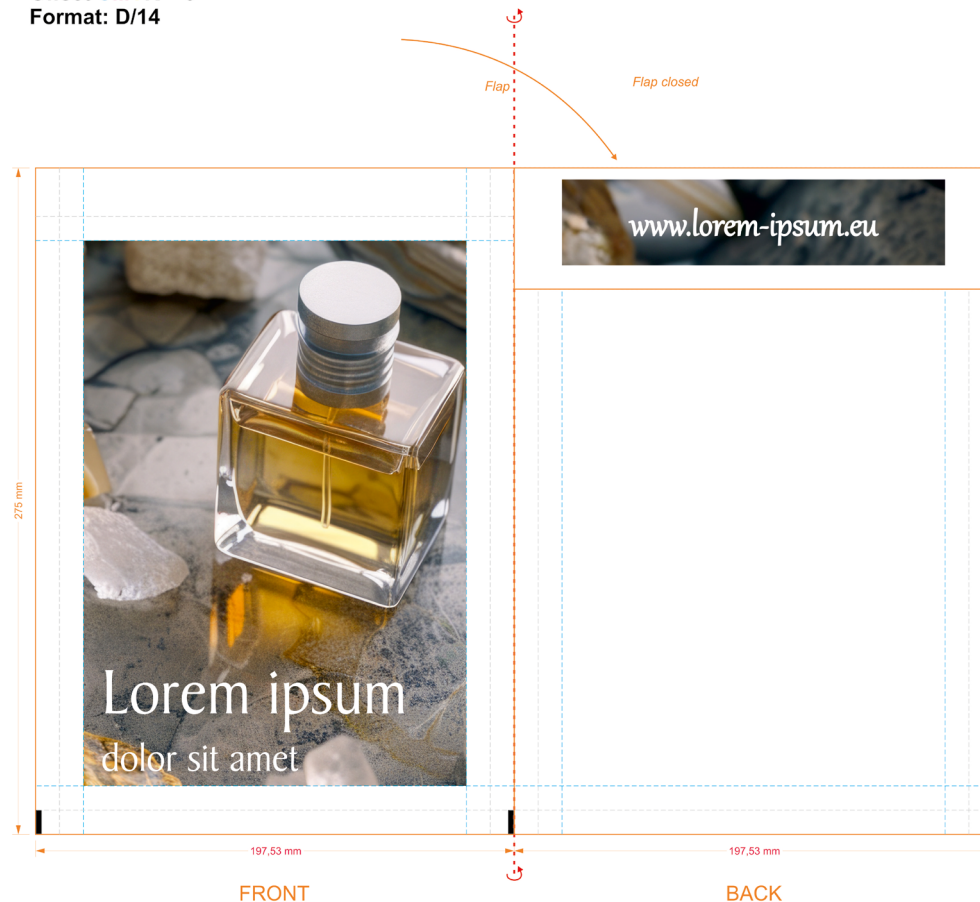 Format: D/14
Flap
Flap closed
www.lorem-ipsum.eu
275 mm
Lorem ipsum
dolor sit amet
197,53 mm
197,53 mm
FRONT
BACK